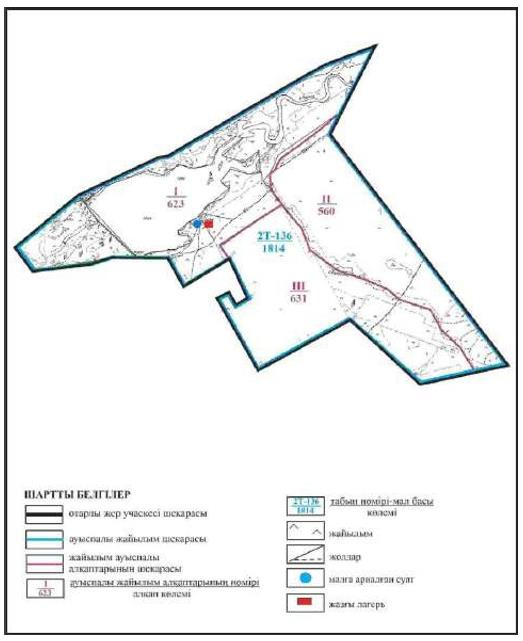 I
623
II
560
2Т-136
1814
III
631
ШАРТТЫ БЕЛГІЛЕР
отарлы жер учаскесі шекарасы
ауыспалы жайылым шекарасы
жайылым ауыспалы
алқаптарының шекарасы
I
623
ауыспалы жайылым алқаптарының нөмірі
алқап көлемі
2Т-136
1814
табын нөмірі-мал басы
көлемі
жайылым
жолдар
малға арналған суат
жазғы лагерь